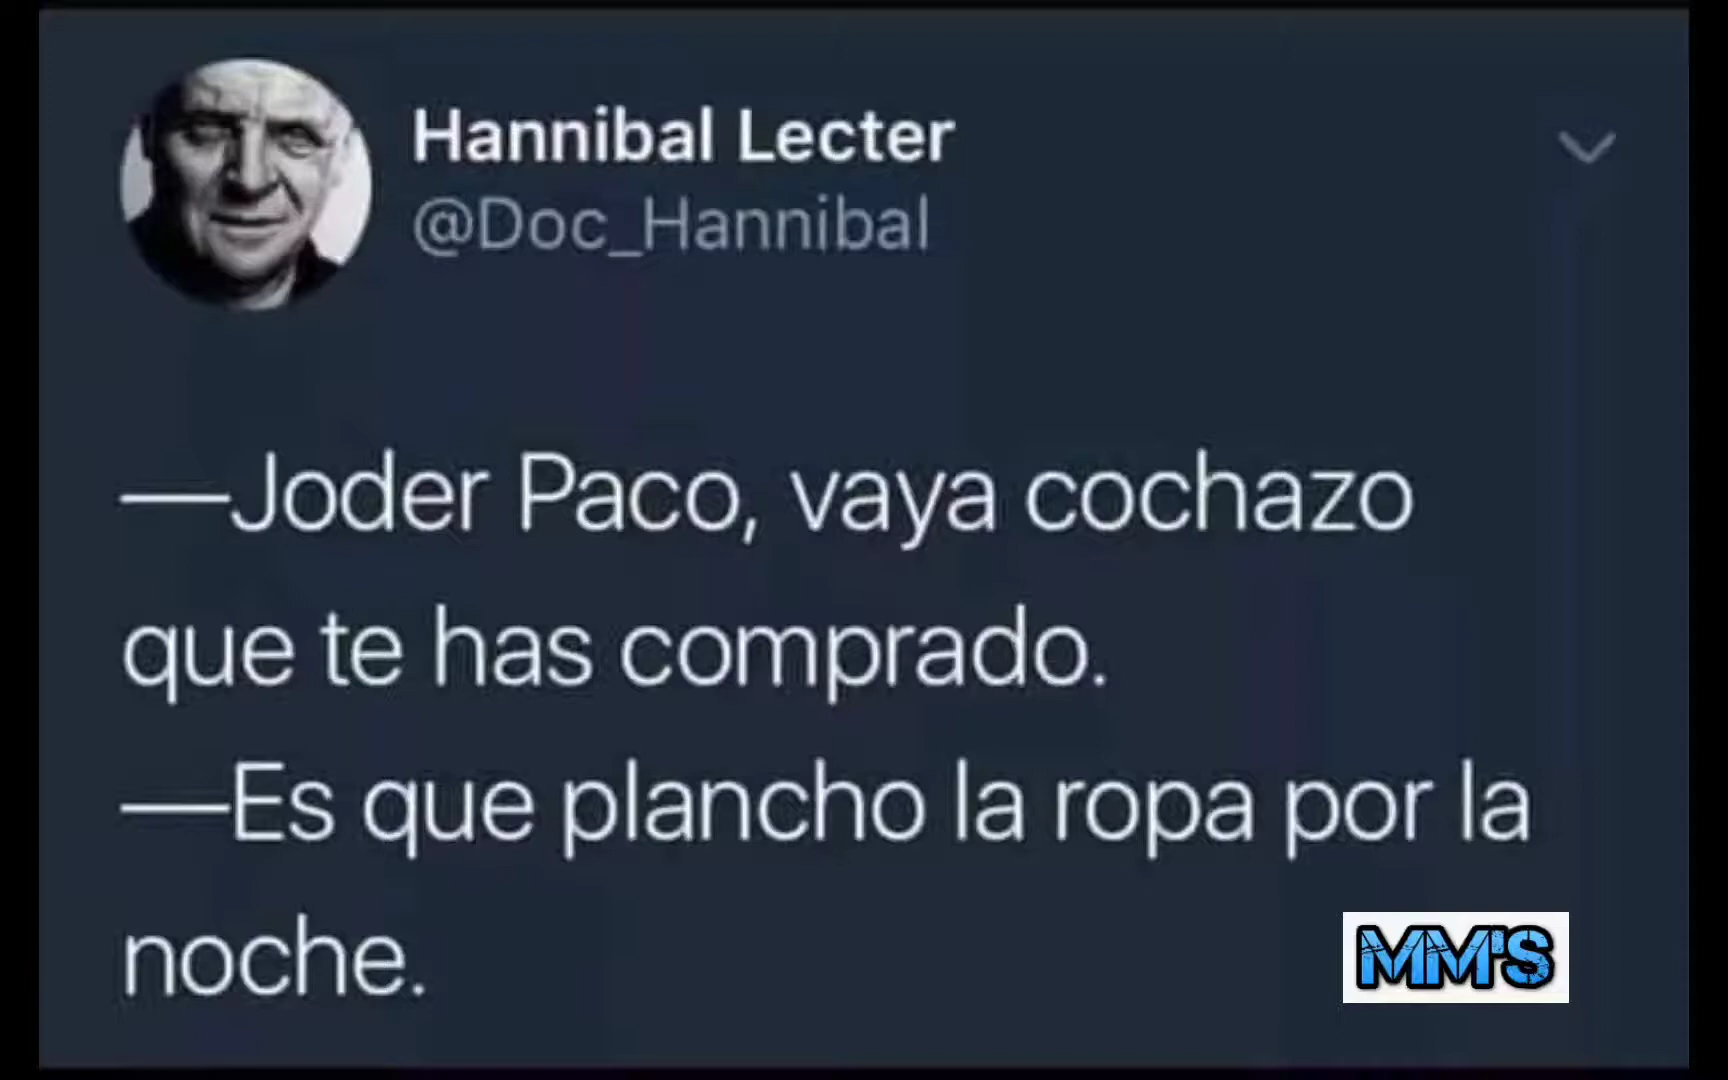 Hannibal Lecter
@Doc_Hannibal
—Joder Paco, vaya cochazo
que te has comprado.
—Es que plancho la ropa por la
noche.
MM'S